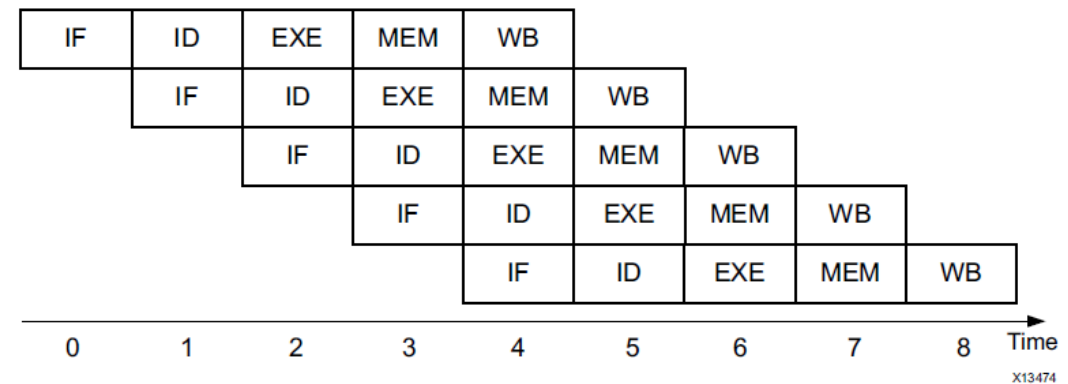 IF ID EXE MEM WB
IF ID EXE MEM WB
IF ID EXE MEM WB
IF ID EXE MEM WB
IF ID EXE MEM WB
0 1 2 3 4 5 6 7 8 Time
X13474